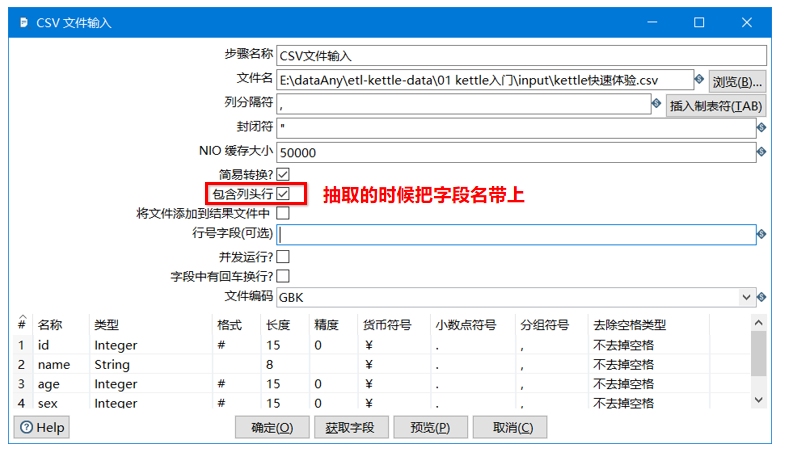 CSV 文件输入
步骤名称 CSV文件输入
文件名 E:\dataAny\etl-kettle-data\01 kettle入门\input\kettle快速体验.csv 浏览(B)...
列分隔符 , 插入制表符(TAB)
封闭符 "
NIO 缓存大小 50000
简易转换?
包含列头行 抽取的时候把字段名带上
将文件添加到结果文件中
行号字段(可选)
并发运行?
字段中有回车换行?
文件编码 GBK
# 名称 类型 格式 长度 精度 货币符号 小数点符号 分组符号 去除空格类型
1 id Integer # 15 0 ¥ . , 不去掉空格
2 name String 8 ¥ . , 不去掉空格
3 age Integer # 15 0 ¥ . , 不去掉空格
4 sex Integer # 15 0 ¥ . , 不去掉空格
Help 确定(O) 获取字段 预览(P) 取消(C)